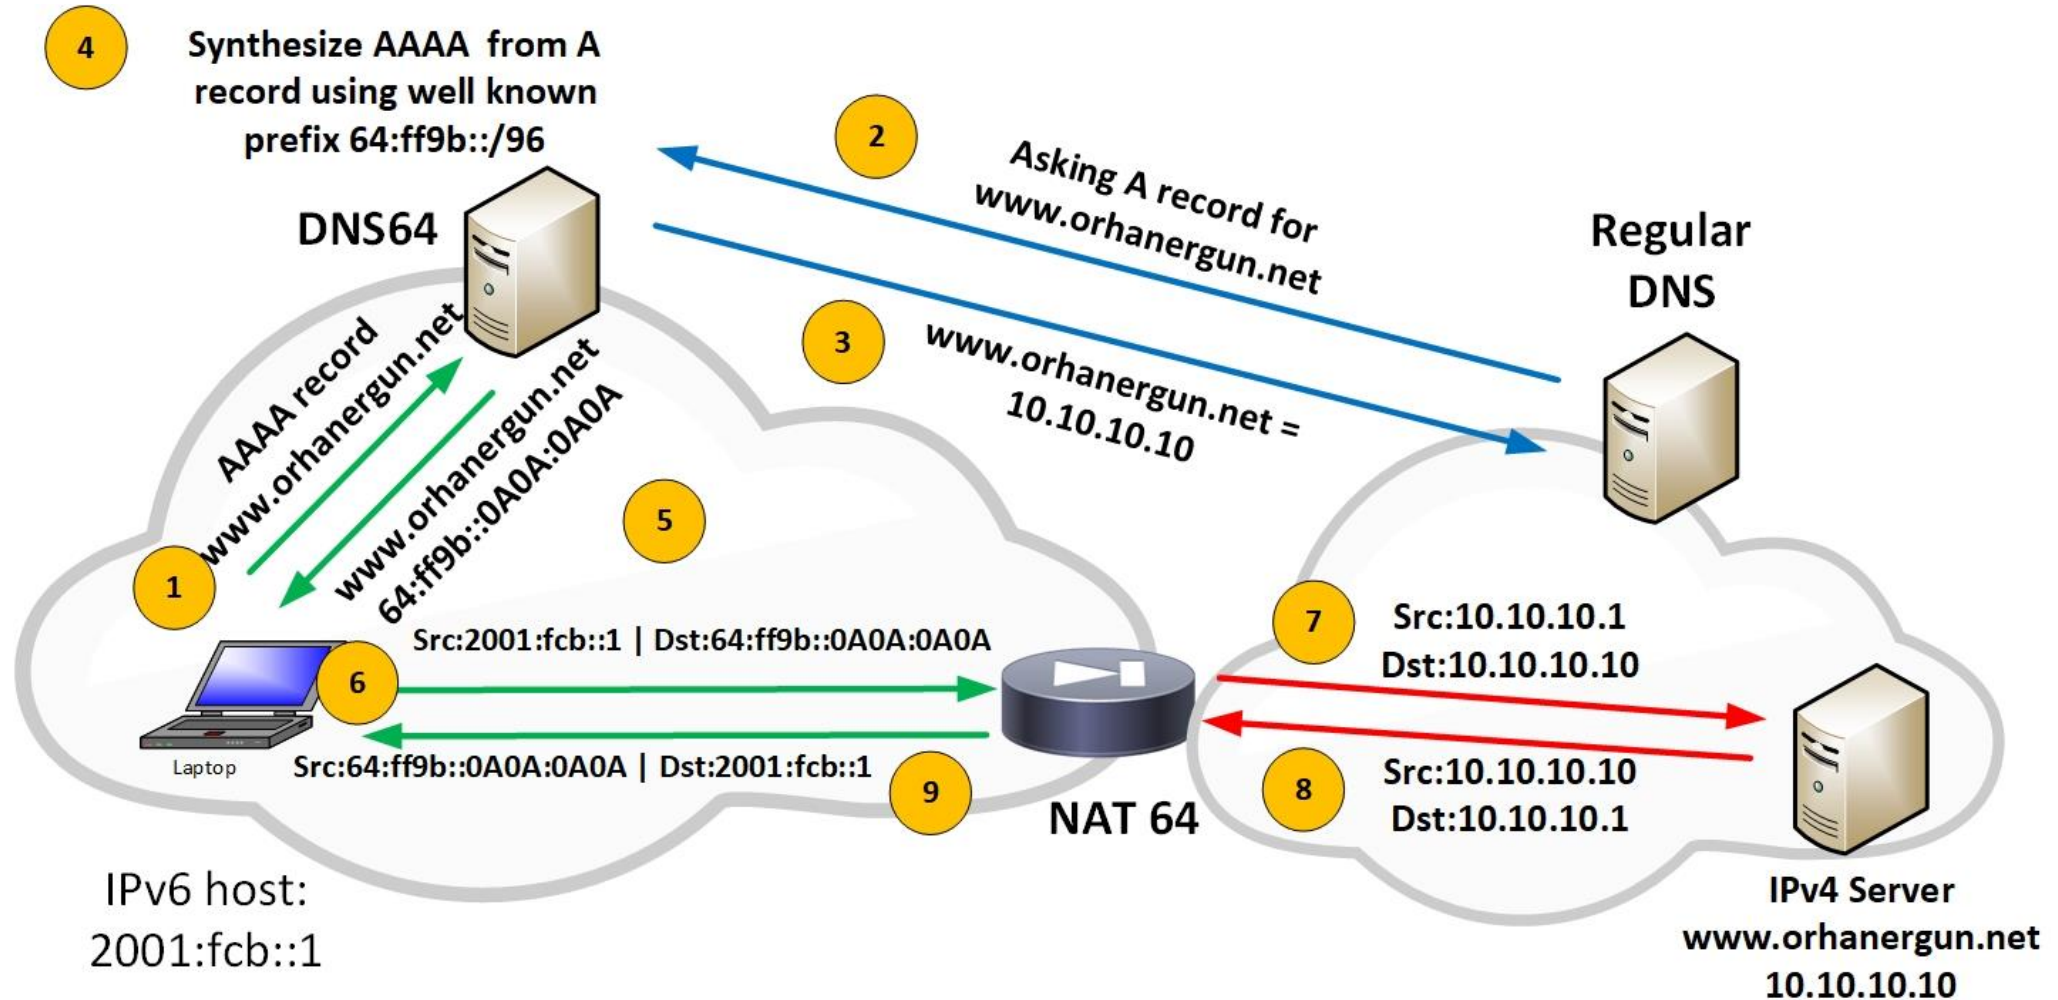 4
Synthesize AAAA from A
record using well known
prefix 64:ff9b::/96
DNS64
2
Asking A record for
www.orhanergun.net
Regular
DNS
3
www.orhanergun.net =
10.10.10.10
AAAA record
www.orhanergun.net
www.orhanergun.net
64:ff9b::0A0A:0A0A
5
1
Src:2001:fcb::1 | Dst:64:ff9b::0A0A:0A0A
6
7
Src:10.10.10.1
Dst:10.10.10.10
Laptop
Src:64:ff9b::0A0A:0A0A | Dst:2001:fcb::1
9
NAT 64
8
Src:10.10.10.10
Dst:10.10.10.1
IPv6 host:
2001:fcb::1
IPv4 Server
www.orhanergun.net
10.10.10.10